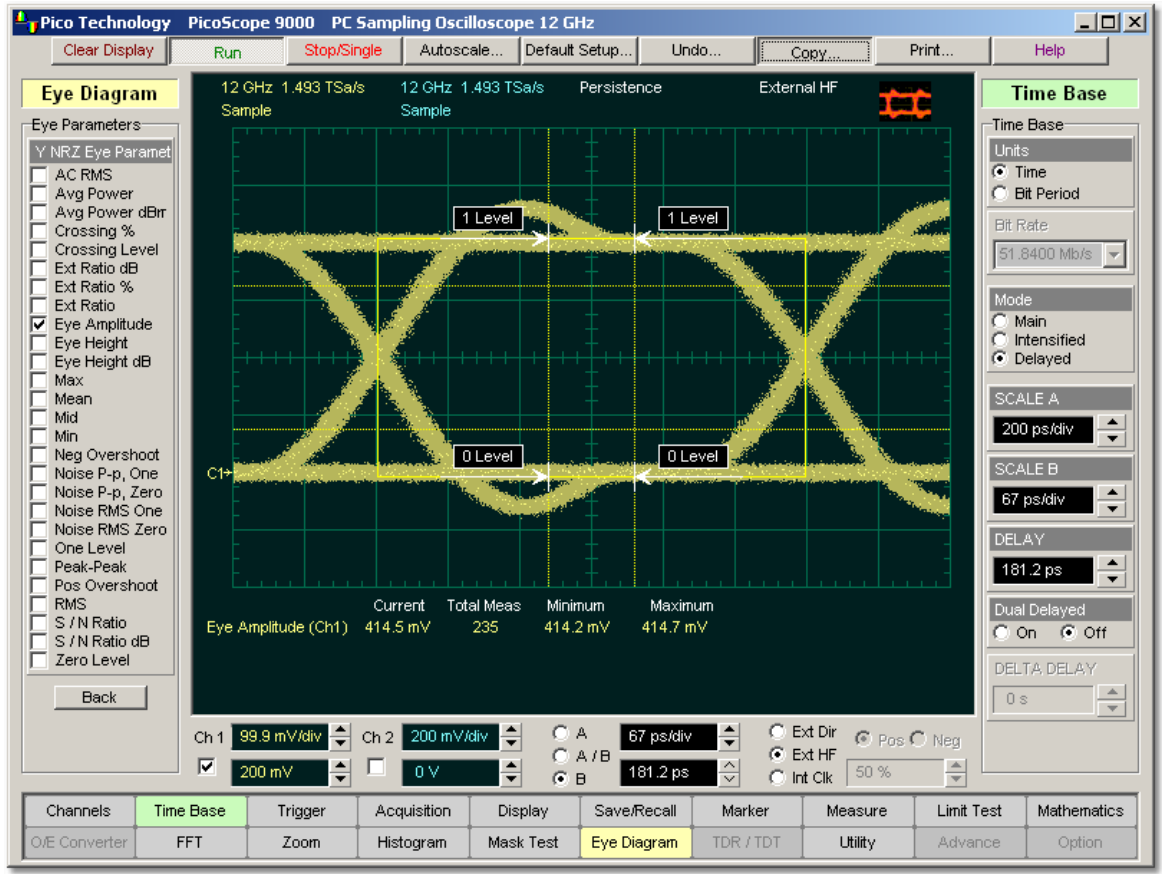 Pico Technology PicoScope 9000 PC Sampling Oscilloscope 12 GHz
Clear Display Run Stop/Single Autoscale... Default Setup... Undo... Copy... Print... Help
Eye Diagram
Eye Parameters
Y NRZ Eye Paramet
AC RMS
Avg Power
Avg Power dBm
Crossing %
Crossing Level
Ext Ratio dB
Ext Ratio %
Ext Ratio
Eye Amplitude
Eye Height
Eye Height dB
Max
Mean
Mid
Min
Neg Overshoot
Noise P-p, One
Noise P-p, Zero
Noise RMS One
Noise RMS Zero
One Level
Peak-Peak
Pos Overshoot
RMS
S / N Ratio
S / N Ratio dB
Zero Level
Back
12 GHz 1.493 TSa/s 12 GHz 1.493 TSa/s Persistence External HF
Sample Sample
1 Level 1 Level
0 Level 0 Level
C1
Current Total Meas Minimum Maximum
Eye Amplitude (Ch1) 414.5 mV 235 414.2 mV 414.7 mV
Time Base
Time Base
Units
Time
Bit Period
Bit Rate
51.8400 Mb/s
Mode
Main
Intensified
Delayed
SCALE A
200 ps/div
SCALE B
67 ps/div
DELAY
181.2 ps
Dual Delayed
On Off
DELTA DELAY
0 s
Ch 1 99.9 mV/div Ch 2 200 mV/div A 67 ps/div Ext Dir Pos Neg
A / B Ext HF
200 mV 0 V B 181.2 ps Int Clk 50 %
Channels Time Base Trigger Acquisition Display Save/Recall Marker Measure Limit Test Mathematics
O/E Converter FFT Zoom Histogram Mask Test Eye Diagram TDR / TDT Utility Advance Option